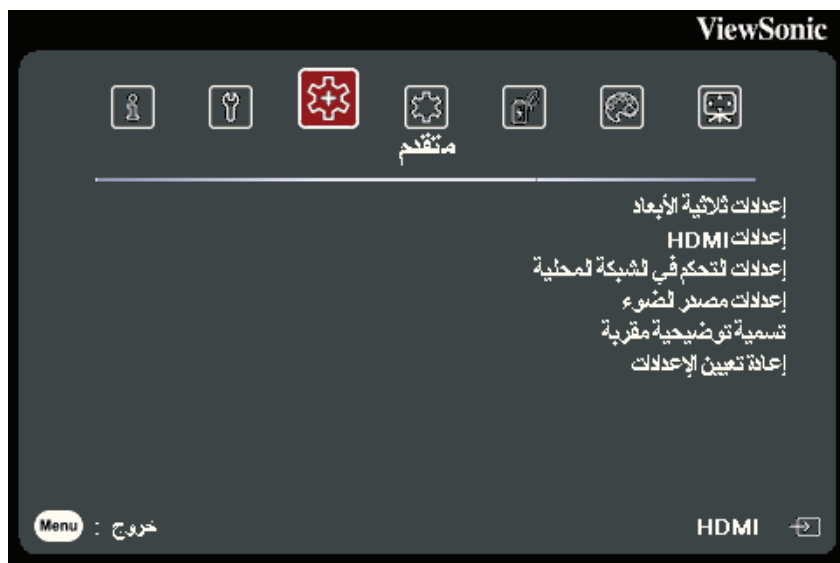 ViewSonic
متقدم
إعدادات ثلاثية الأبعاد
إعدادات HDMI
إعدادات التحكم في الشبكة المحلية
إعدادات مصدر الضوء
تسمية توضيحية مقربة
إعادة تعيين الإعدادات
HDMI
خروج : Menu